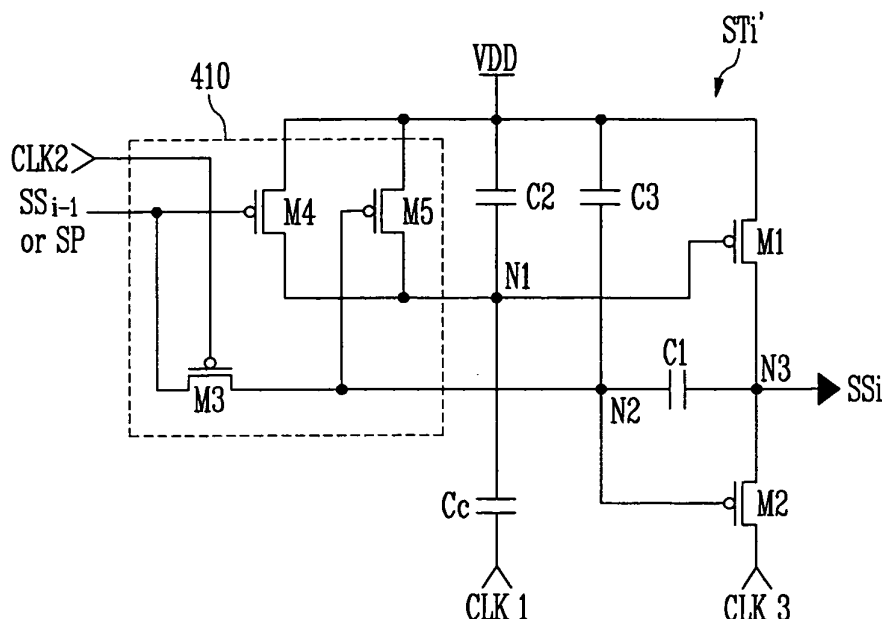 STi'
VDD
410
CLK2
SSi-1
or SP
M4
M5
C2
C3
M1
N1
C1
N3
SSi
M3
N2
Cc
M2
CLK 1
CLK 3